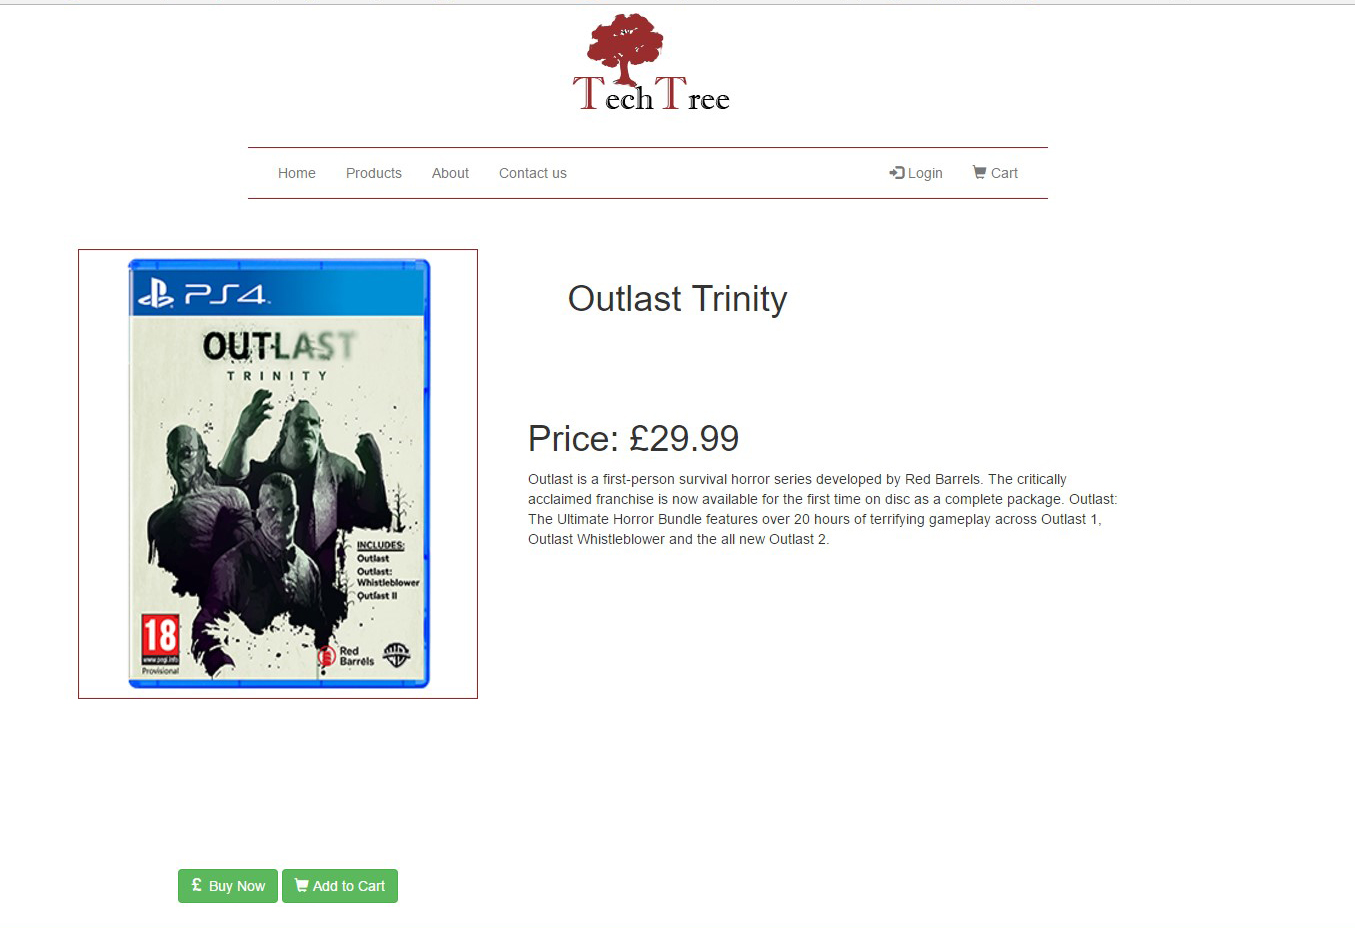 Tech Tree
Home Products About Contact us Login Cart
PS4
OUTLAST
TRINITY
INCLUDES:
Outlast
Outlast:
Whistleblower
Outlast II
18
www.pegi.info
Provisional
Red
Barrels
WB
Outlast Trinity
Price: £29.99
Outlast is a first-person survival horror series developed by Red Barrels. The critically
acclaimed franchise is now available for the first time on disc as a complete package. Outlast:
The Ultimate Horror Bundle features over 20 hours of terrifying gameplay across Outlast 1,
Outlast Whistleblower and the all new Outlast 2.
£ Buy Now Add to Cart